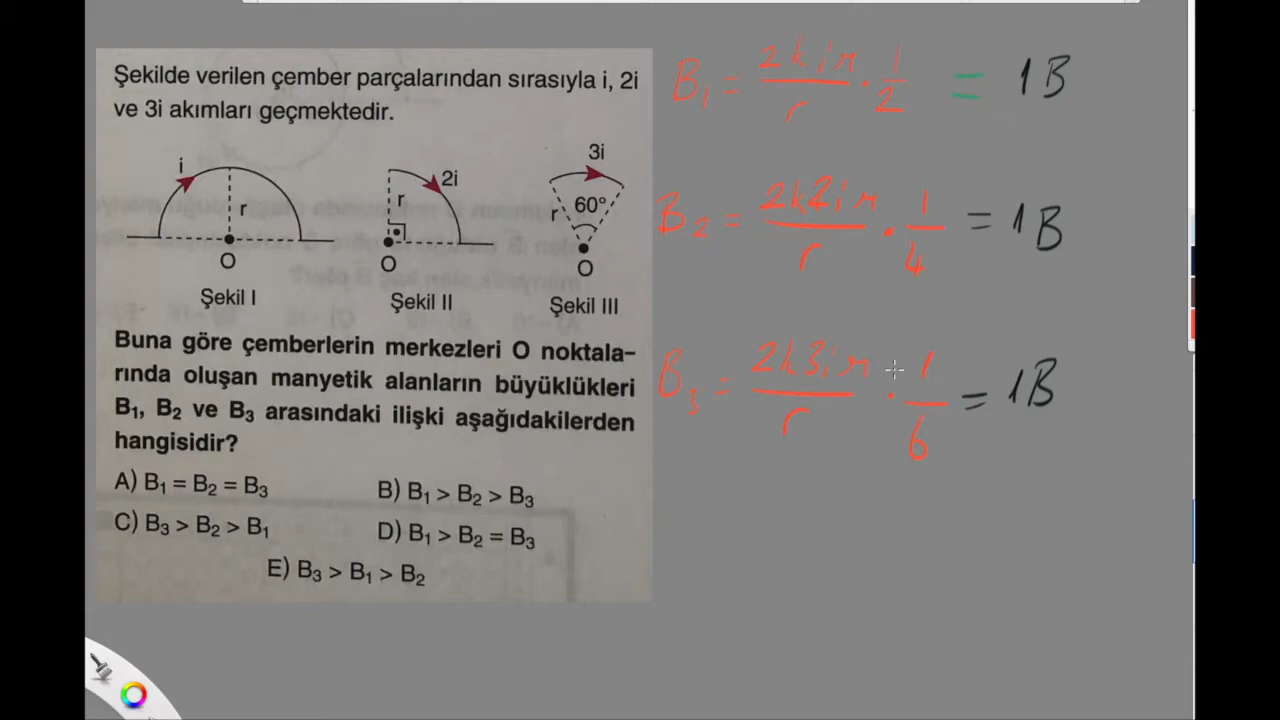 Şekilde verilen çember parçalarından sırasıyla i, 2i
ve 3i akımları geçmektedir.
i
r
O
Şekil I
2i
r
O
Şekil II
3i
r
60°
O
Şekil III
Buna göre çemberlerin merkezleri O noktala-
rında oluşan manyetik alanların büyüklükleri
B₁, B₂ ve B₃ arasındaki ilişki aşağıdakilerden
hangisidir?
A) B₁ = B₂ = B₃
B) B₁ > B₂ > B₃
C) B₃ > B₂ > B₁
D) B₁ > B₂ = B₃
E) B₃ > B₁ > B₂
B₁ = 2kiπ/r · 1/2 = 1B
B₂ = 2k2iπ/r · 1/4 = 1B
B₃ = 2k3iπ/r · 1/6 = 1B